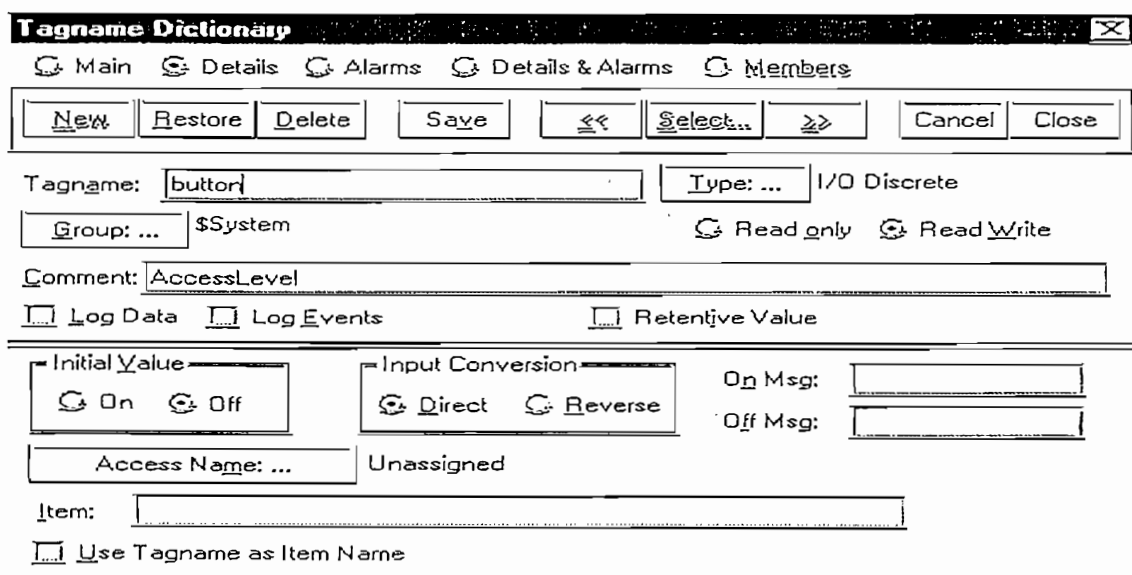 Tagname Dictionary
Main Details Alarms Details & Alarms Members
New Restore Delete Save << Select... >> Cancel Close
Tagname: button Type: ... I/O Discrete
Group: ... $System Read only Read Write
Comment: AccessLevel
Log Data Log Events Retentive Value
Initial Value Input Conversion On Msg:
On Off Direct Reverse
Off Msg:
Access Name: ... Unassigned
Item:
Use Tagname as Item Name